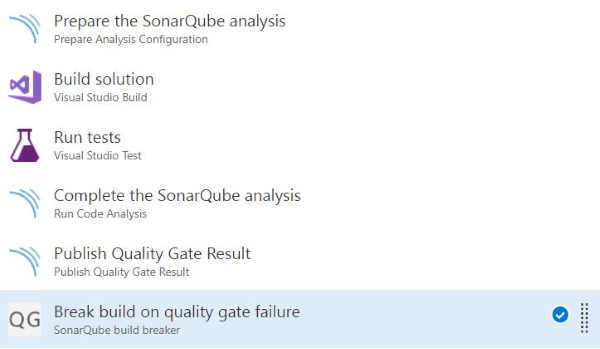 Prepare the SonarQube analysis
Prepare Analysis Configuration
Build solution
Visual Studio Build
Run tests
Visual Studio Test
Complete the SonarQube analysis
Run Code Analysis
Publish Quality Gate Result
Publish Quality Gate Result
QG
Break build on quality gate failure
SonarQube build breaker